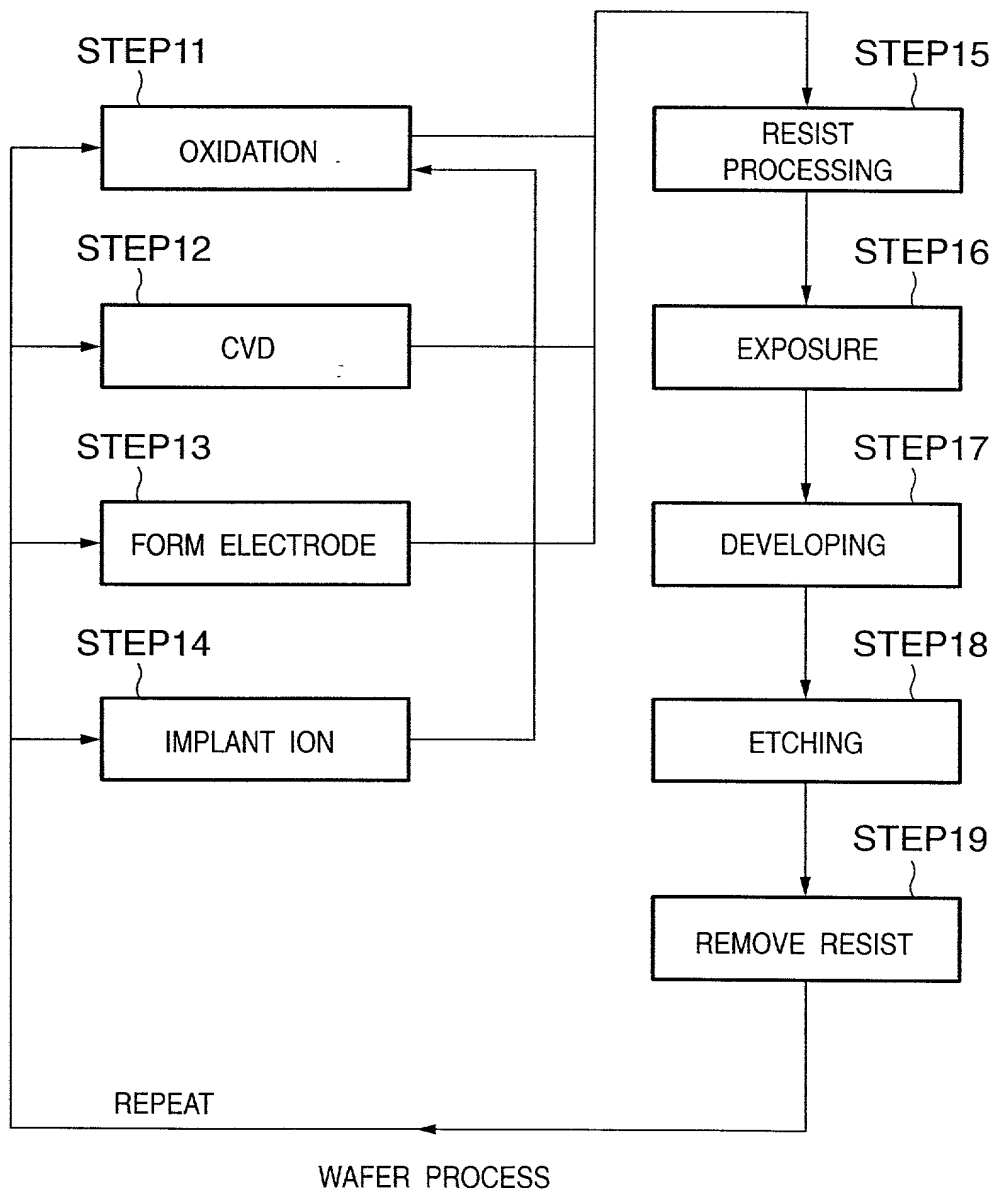 STEP11
OXIDATION
STEP12
CVD
STEP13
FORM ELECTRODE
STEP14
IMPLANT ION
STEP15
RESIST
PROCESSING
STEP16
EXPOSURE
STEP17
DEVELOPING
STEP18
ETCHING
STEP19
REMOVE RESIST
REPEAT
WAFER PROCESS